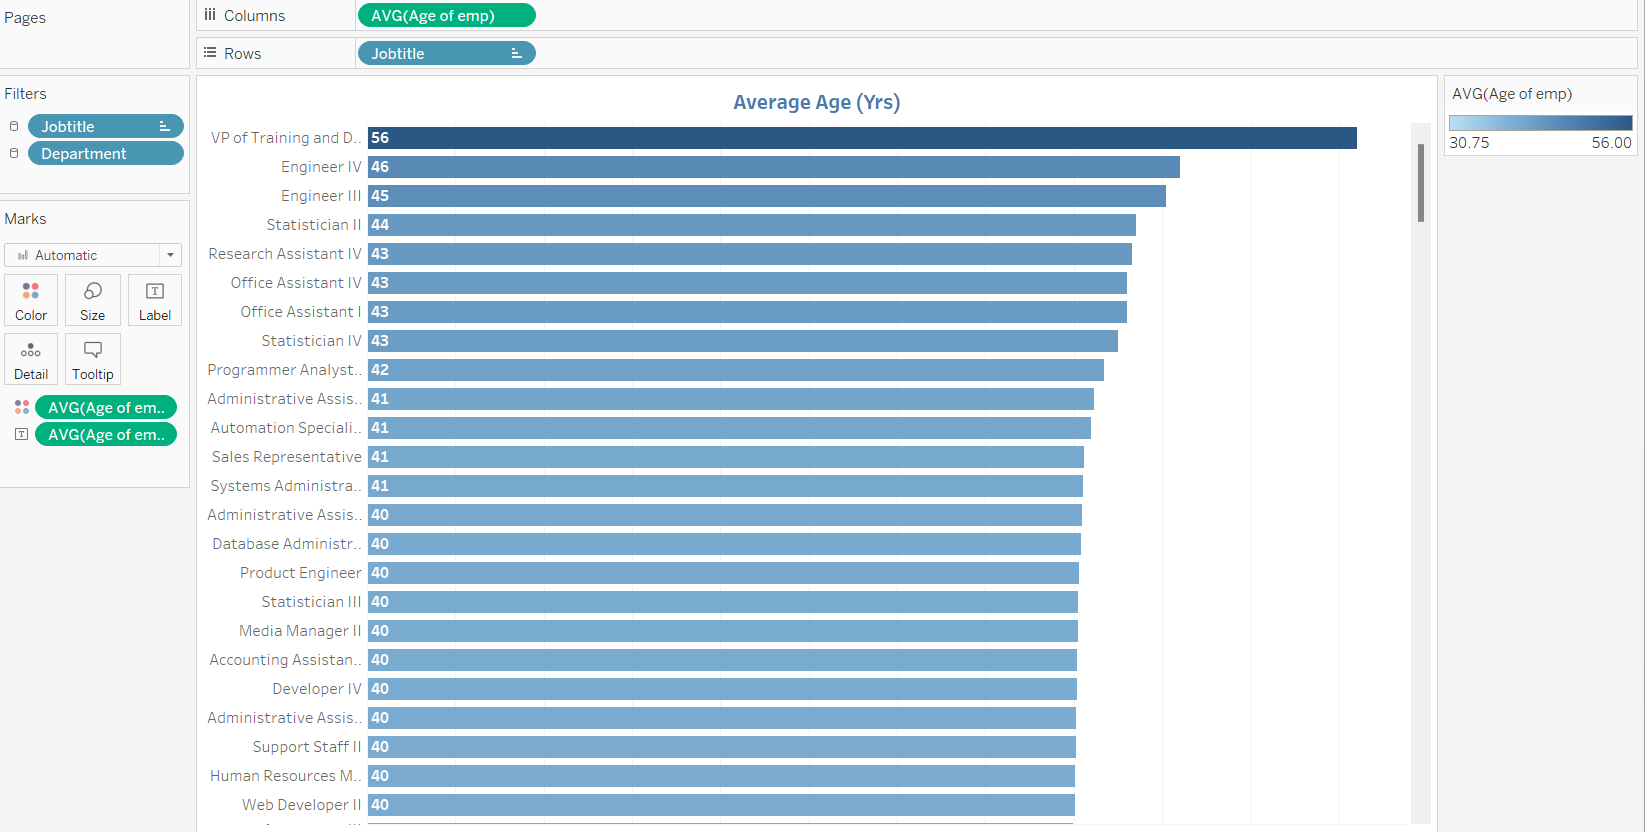 Pages
Columns
AVG(Age of emp)
Rows
Jobtitle
Filters
Jobtitle
Department
Marks
Automatic
Color
Size
Label
Detail
Tooltip
AVG(Age of em..
AVG(Age of em..
Average Age (Yrs)
VP of Training and D.. 56
Engineer IV 46
Engineer III 45
Statistician II 44
Research Assistant IV 43
Office Assistant IV 43
Office Assistant I 43
Statistician IV 43
Programmer Analyst.. 42
Administrative Assis.. 41
Automation Speciali.. 41
Sales Representative 41
Systems Administra.. 41
Administrative Assis.. 40
Database Administr.. 40
Product Engineer 40
Statistician III 40
Media Manager II 40
Accounting Assistan.. 40
Developer IV 40
Administrative Assis.. 40
Support Staff II 40
Human Resources M.. 40
Web Developer II 40
AVG(Age of emp)
30.75 56.00